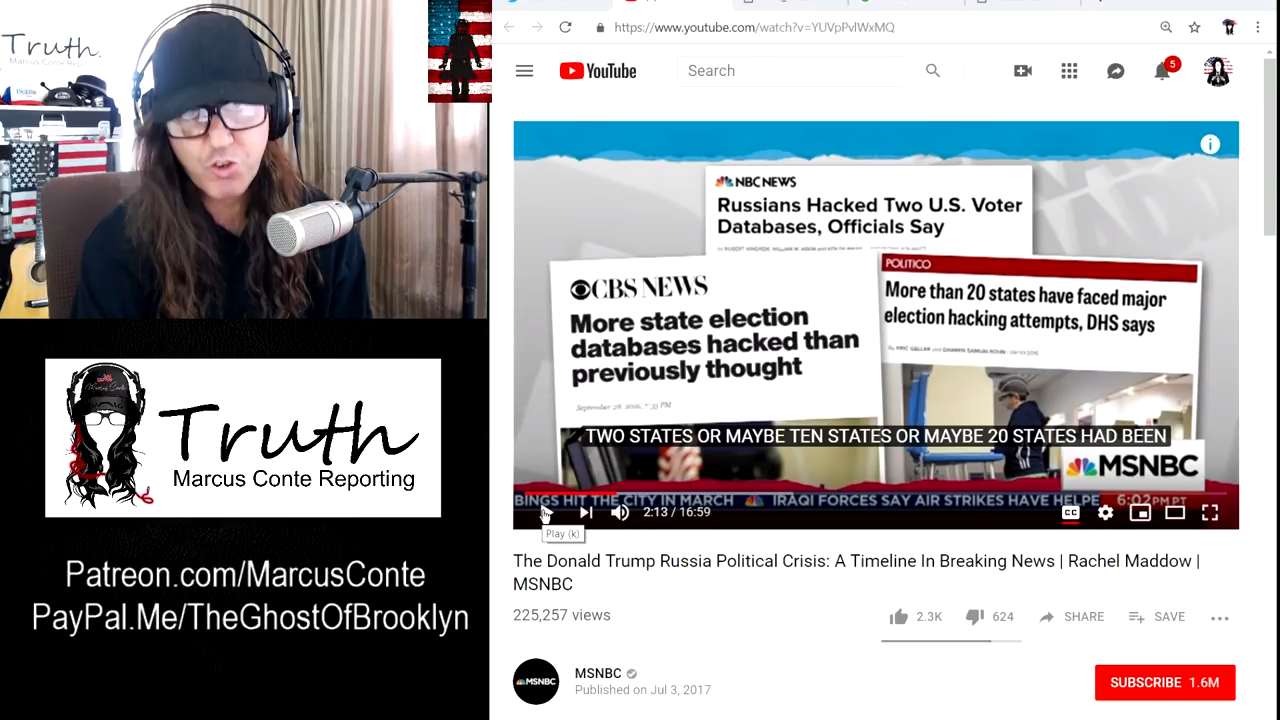 Truth.
https://www.youtube.com/watch?v=YUVpPvlWxMQ
YouTube
Search
5
NBC NEWS
Russians Hacked Two U.S. Voter
Databases, Officials Say
CBS NEWS
More state election
databases hacked than
previously thought
POLITICO
More than 20 states have faced major
election hacking attempts, DHS says
TWO STATES OR MAYBE TEN STATES OR MAYBE 20 STATES HAD BEEN
MSNBC
BINGS HIT THE CITY IN MARCH IRAQI FORCES SAY AIR STRIKES HAVE HELPE 6:02PM PT
2:13 / 16:59
CC
Play (k)
The Donald Trump Russia Political Crisis: A Timeline In Breaking News | Rachel Maddow |
MSNBC
225,257 views
2.3K
624
SHARE
SAVE
MSNBC
MSNBC
Published on Jul 3, 2017
SUBSCRIBE 1.6M
Marcus Conte
Truth
Marcus Conte Reporting
Patreon.com/MarcusConte
PayPal.Me/TheGhostOfBrooklyn